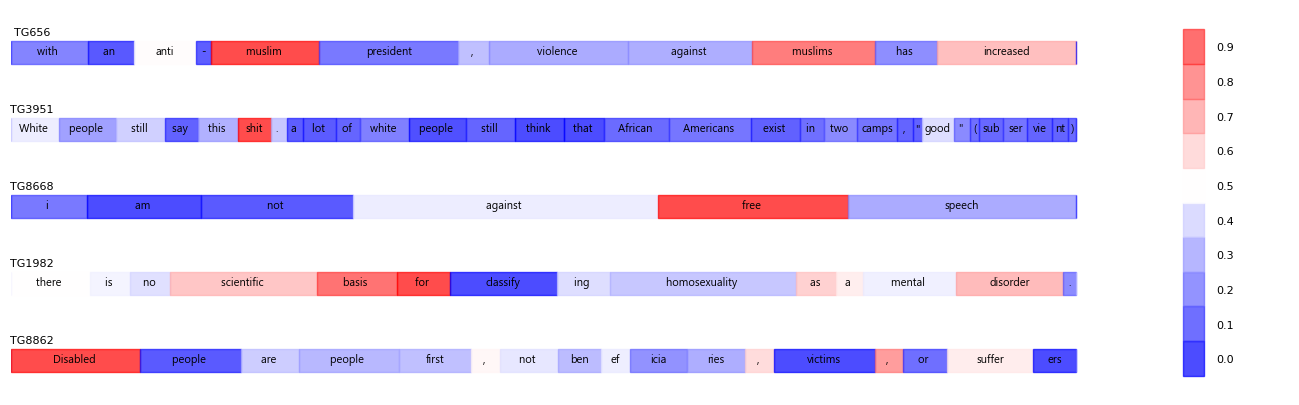 TG656
with an anti - muslim president , violence against muslims has increased
TG3951
White people still say this shit . a lot of white people still think that African Americans exist in two camps , " good " ( sub ser vie nt )
TG8668
i am not against free speech
TG1982
there is no scientific basis for classify ing homosexuality as a mental disorder .
TG8862
Disabled people are people first , not ben ef icia ries , victims , or suffer ers
0.9
0.8
0.7
0.6
0.5
0.4
0.3
0.2
0.1
0.0